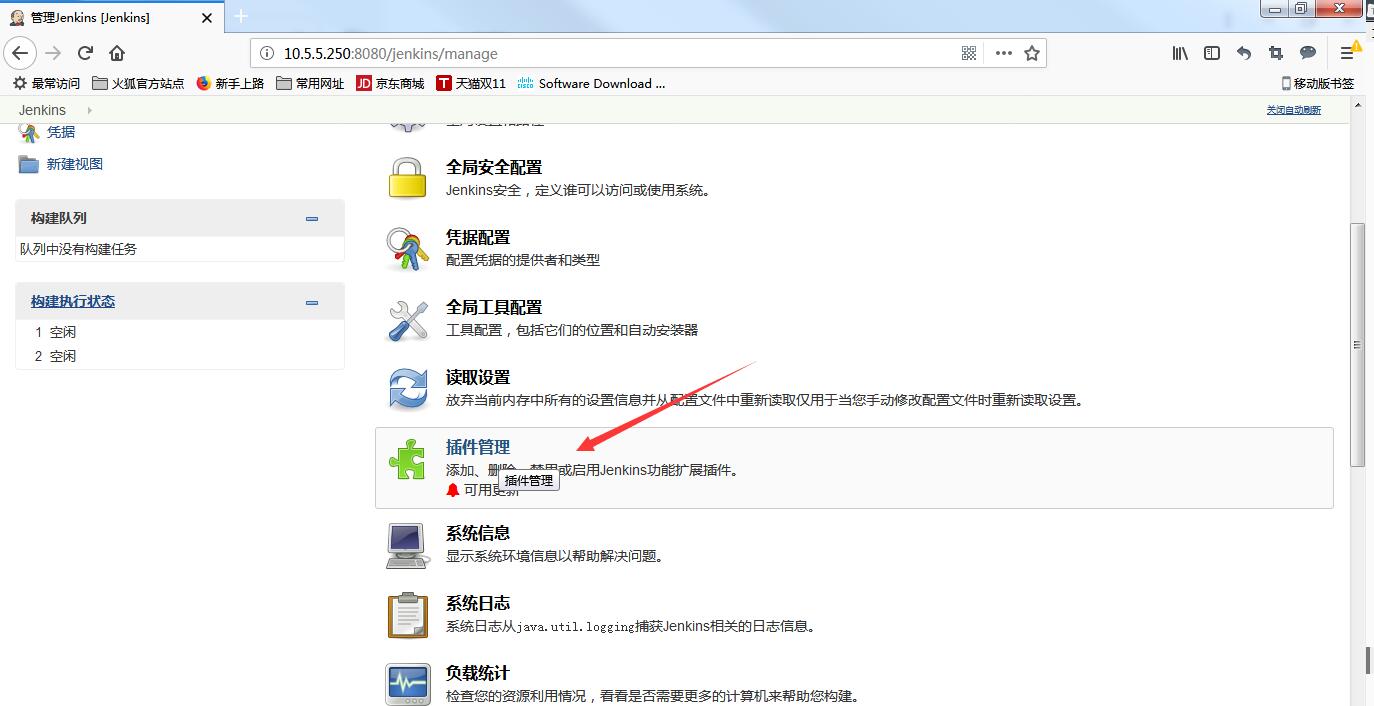 管理Jenkins [Jenkins]
10.5.5.250:8080/jenkins/manage
最常访问 火狐官方站点 新手上路 常用网址 JD 京东商城 T 天猫双11 cisco Software Download ... 移动版书签
Jenkins 关闭自动刷新
凭据
新建视图
构建队列
队列中没有构建任务
构建执行状态
1 空闲
2 空闲
全局安全配置
Jenkins安全，定义谁可以访问或使用系统。
凭据配置
配置凭据的提供者和类型
全局工具配置
工具配置，包括它们的位置和自动安装器
读取设置
放弃当前内存中所有的设置信息并从配置文件中重新读取仅用于当您手动修改配置文件时重新读取设置。
插件管理
添加、删除、禁用或启用Jenkins功能扩展插件。
插件管理
可用更新
系统信息
显示系统环境信息以帮助解决问题。
系统日志
系统日志从java.util.logging捕获Jenkins相关的日志信息。
负载统计
检查您的资源利用情况，看看是否需要更多的计算机来帮助您构建。